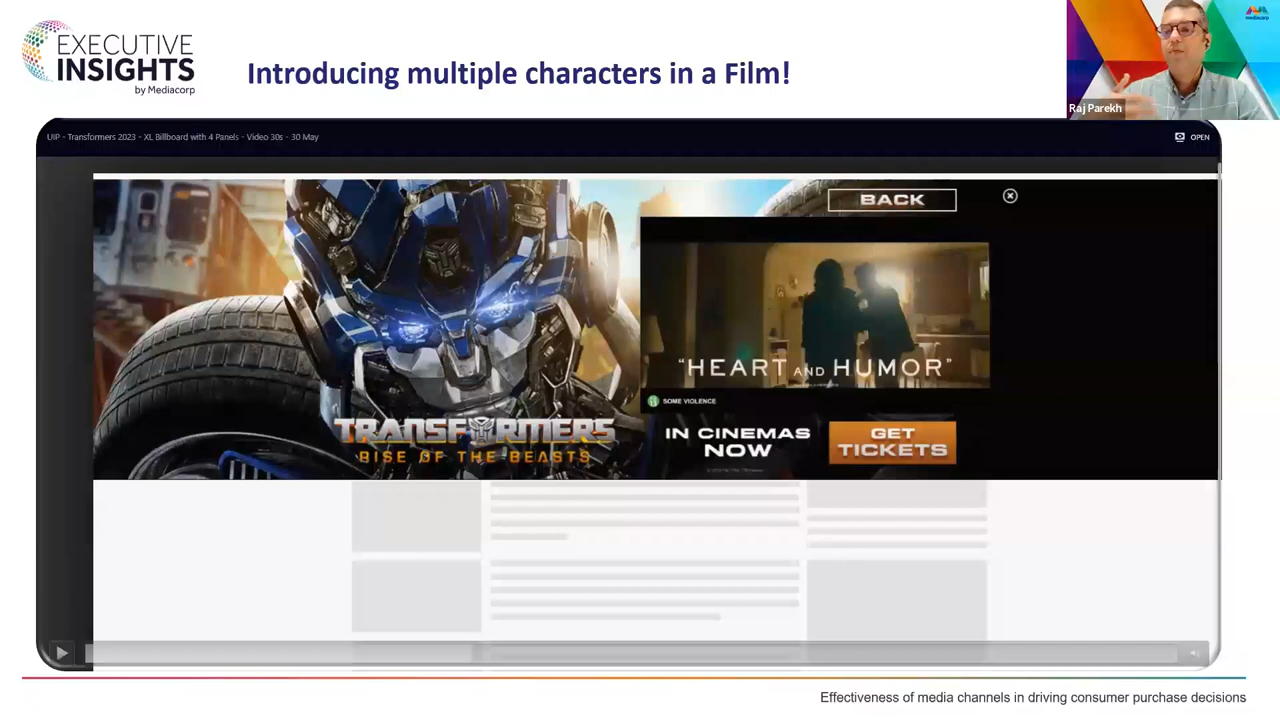 EXECUTIVE
INSIGHTS
by Mediacorp
Introducing multiple characters in a Film!
mediacorp
Raj Parekh
UIP - Transformers 2023 - XL Billboard with 4 Panels - Video 30s - 30 May
OPEN
BACK
"HEART AND HUMOR"
SOME VIOLENCE
TRANSFORMERS
RISE OF THE BEASTS
IN CINEMAS
NOW
GET
TICKETS
Effectiveness of media channels in driving consumer purchase decisions